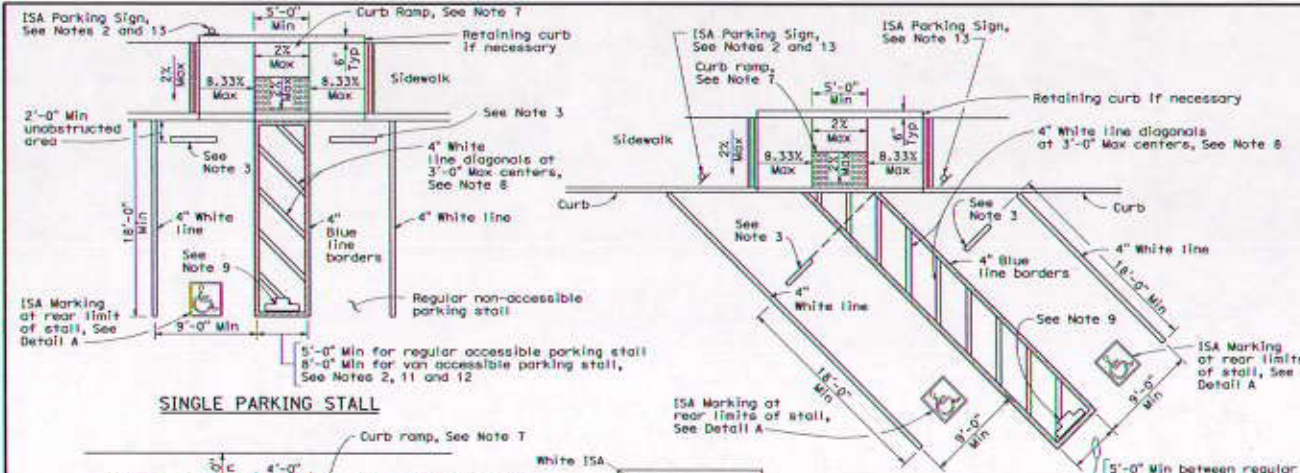 ISA Parking Sign,
See Notes 2 and 13
5'-0"
Min
Curb Ramp, See Note 7
Retaining curb
if necessary
2%
Max
6"
Typ
2%
Max
8.33%
Max
2%
Max
8.33%
Max
Sidewalk
2'-0" Min
unobstructed
area
See Note 3
See
Note 3
4" White
line diagonals at
3'-0" Max centers,
See Note 8
18'-0"
Min
4" White
line
4"
Blue
line
borders
4" White line
See
Note 9
ISA Marking
at rear limit
of stall, See
Detail A
9'-0" Min
Regular non-accessible
parking stall
5'-0" Min for regular accessible parking stall
8'-0" Min for van accessible parking stall,
See Notes 2, 11 and 12
SINGLE PARKING STALL
ISA Parking Sign,
See Notes 2 and 13
ISA Parking Sign,
See Note 13
Curb ramp,
See Note 7
5'-0"
Min
Retaining curb if necessary
2%
Max
6"
Typ
Sidewalk
2%
Max
8.33%
Max
2%
Max
8.33%
Max
4" White line diagonals
at 3'-0" Max centers, See Note 8
Curb
Curb
See
Note 3
See
Note 3
4" White line
4" Blue
line borders
18'-0"
Min
4"
White line
See Note 9
ISA Marking
at rear limits
of stall, See
Detail A
18'-0"
Min
9'-0"
Min
9'-0"
Min
ISA Marking at
rear limits of stall,
See Detail A
5'-0" Min between regular
Curb ramp, See Note 7
4'-0"
White ISA